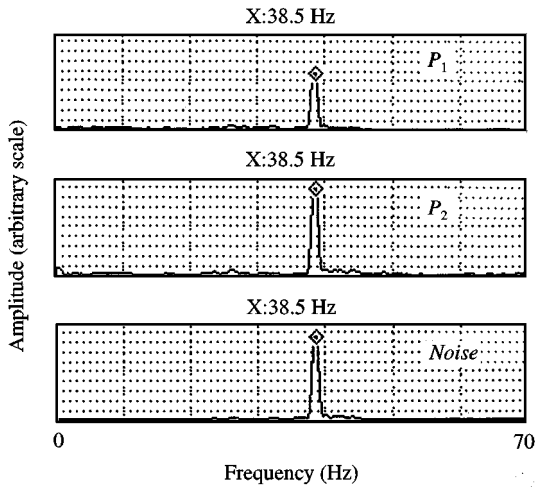 X:38.5 Hz
P1
X:38.5 Hz
P2
X:38.5 Hz
Noise
Amplitude (arbitrary scale)
0
70
Frequency (Hz)